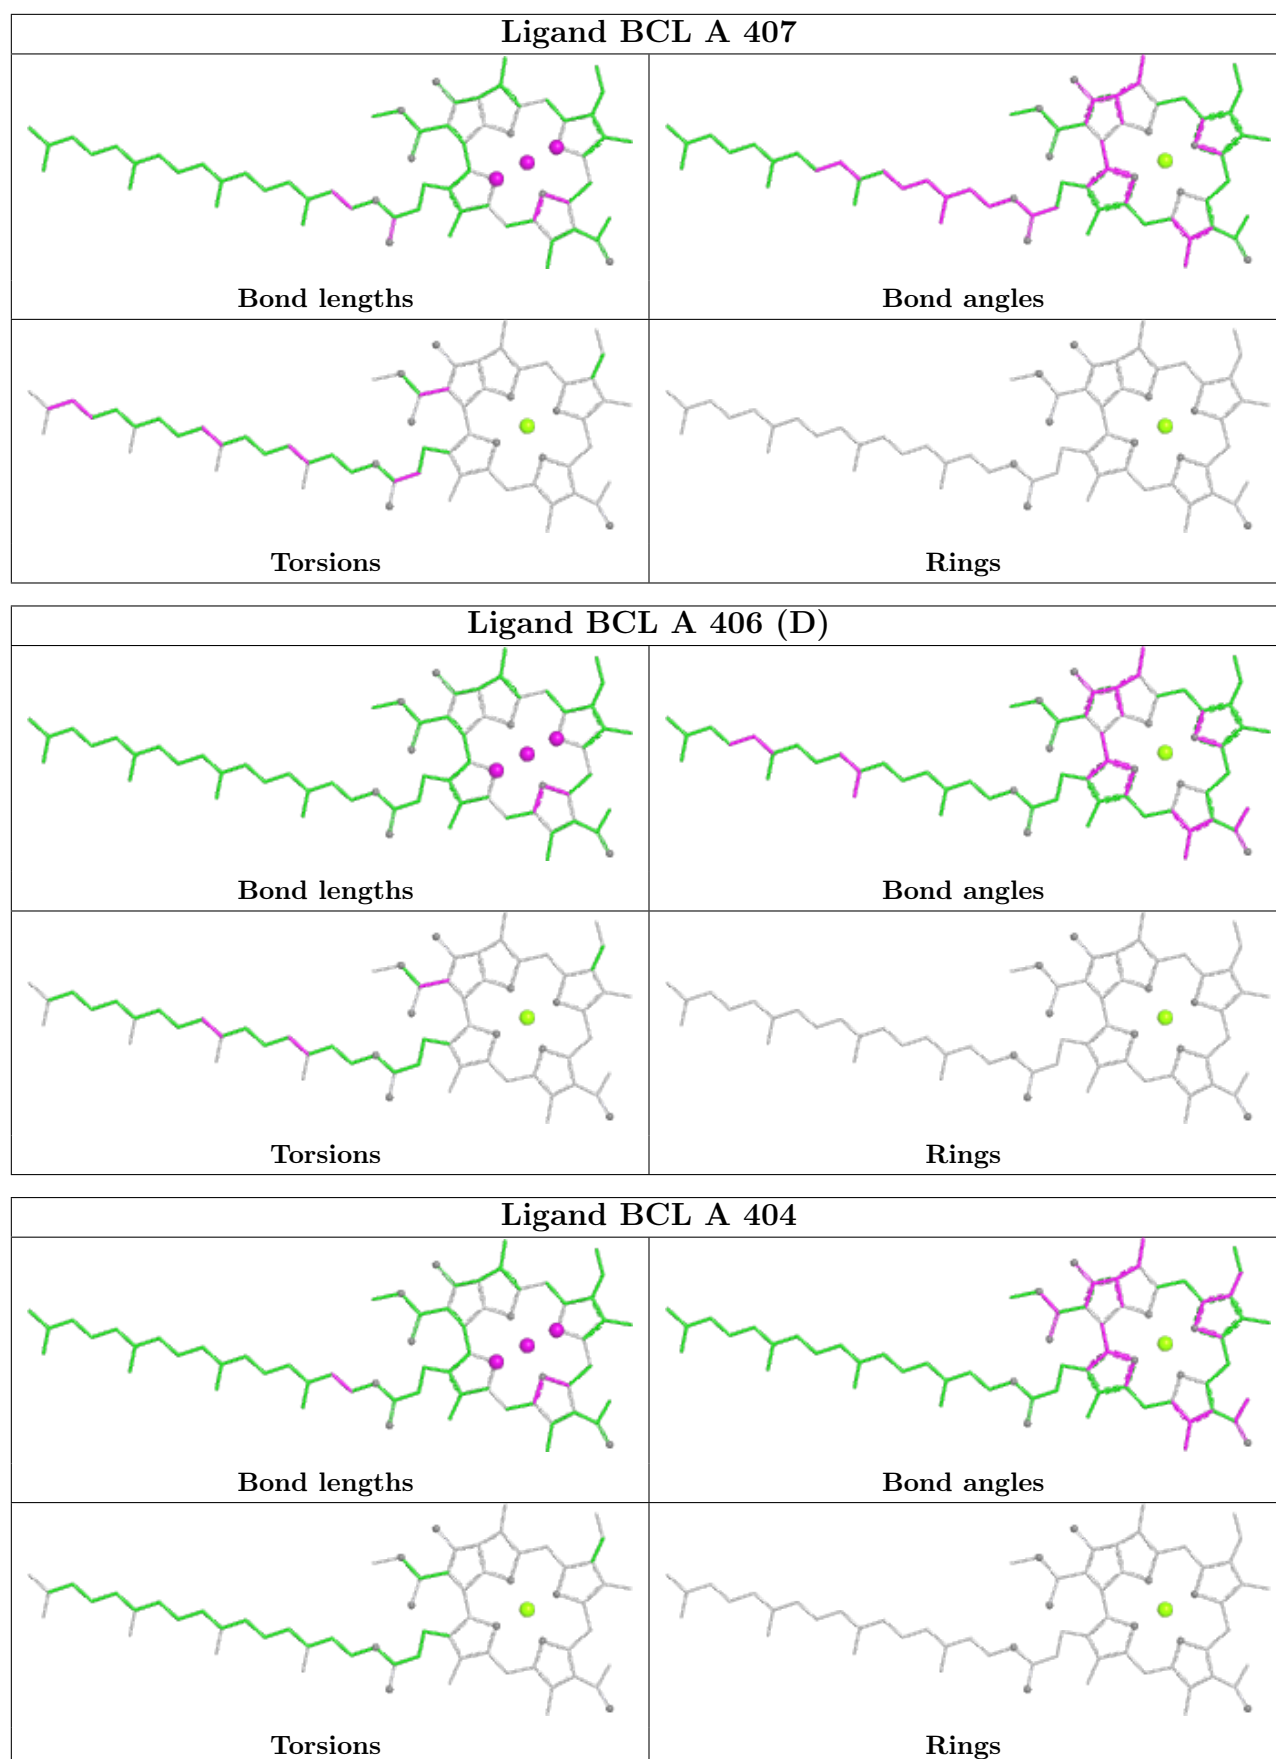 Ligand BCL A 407
Bond lengths
Bond angles
Torsions
Rings
Ligand BCL A 406 (D)
Bond lengths
Bond angles
Torsions
Rings
Ligand BCL A 404
Bond lengths
Bond angles
Torsions
Rings